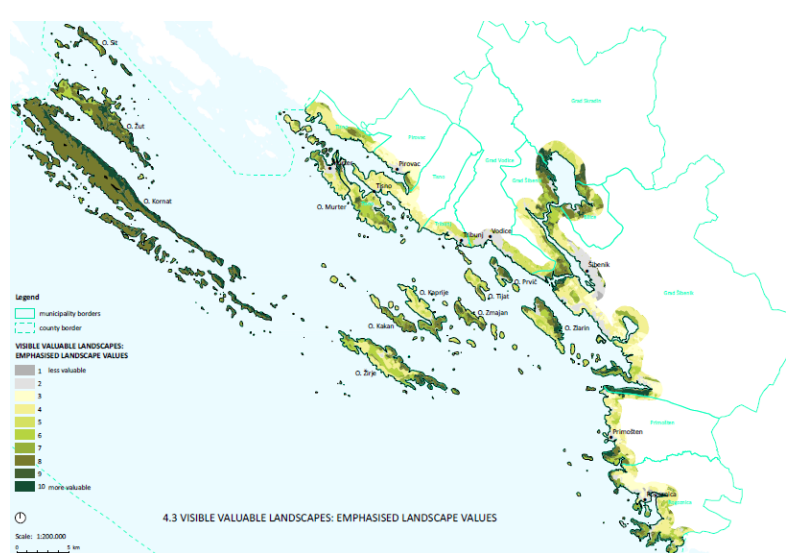 O. Sit
O. Žut
O. Kornat
Pirovac
Tisno
O. Murter
Grad Skradin
Grad Vodice
Pirovac
Tribunj
Vodice
Šibenik
O. Prvić
O. Tijat
O. Kaprije
O. Zmajan
O. Kakan
O. Zlarin
O. Žirje
Grad Šibenik
Primošten
Primošten
Legend
municipality borders
county border
VISIBLE VALUABLE LANDSCAPES:
EMPHASISED LANDSCAPE VALUES
1 less valuable
2
3
4
5
6
7
8
9
10 more valuable
4.3 VISIBLE VALUABLE LANDSCAPES: EMPHASISED LANDSCAPE VALUES
Scale: 1:200.000
0 5 km